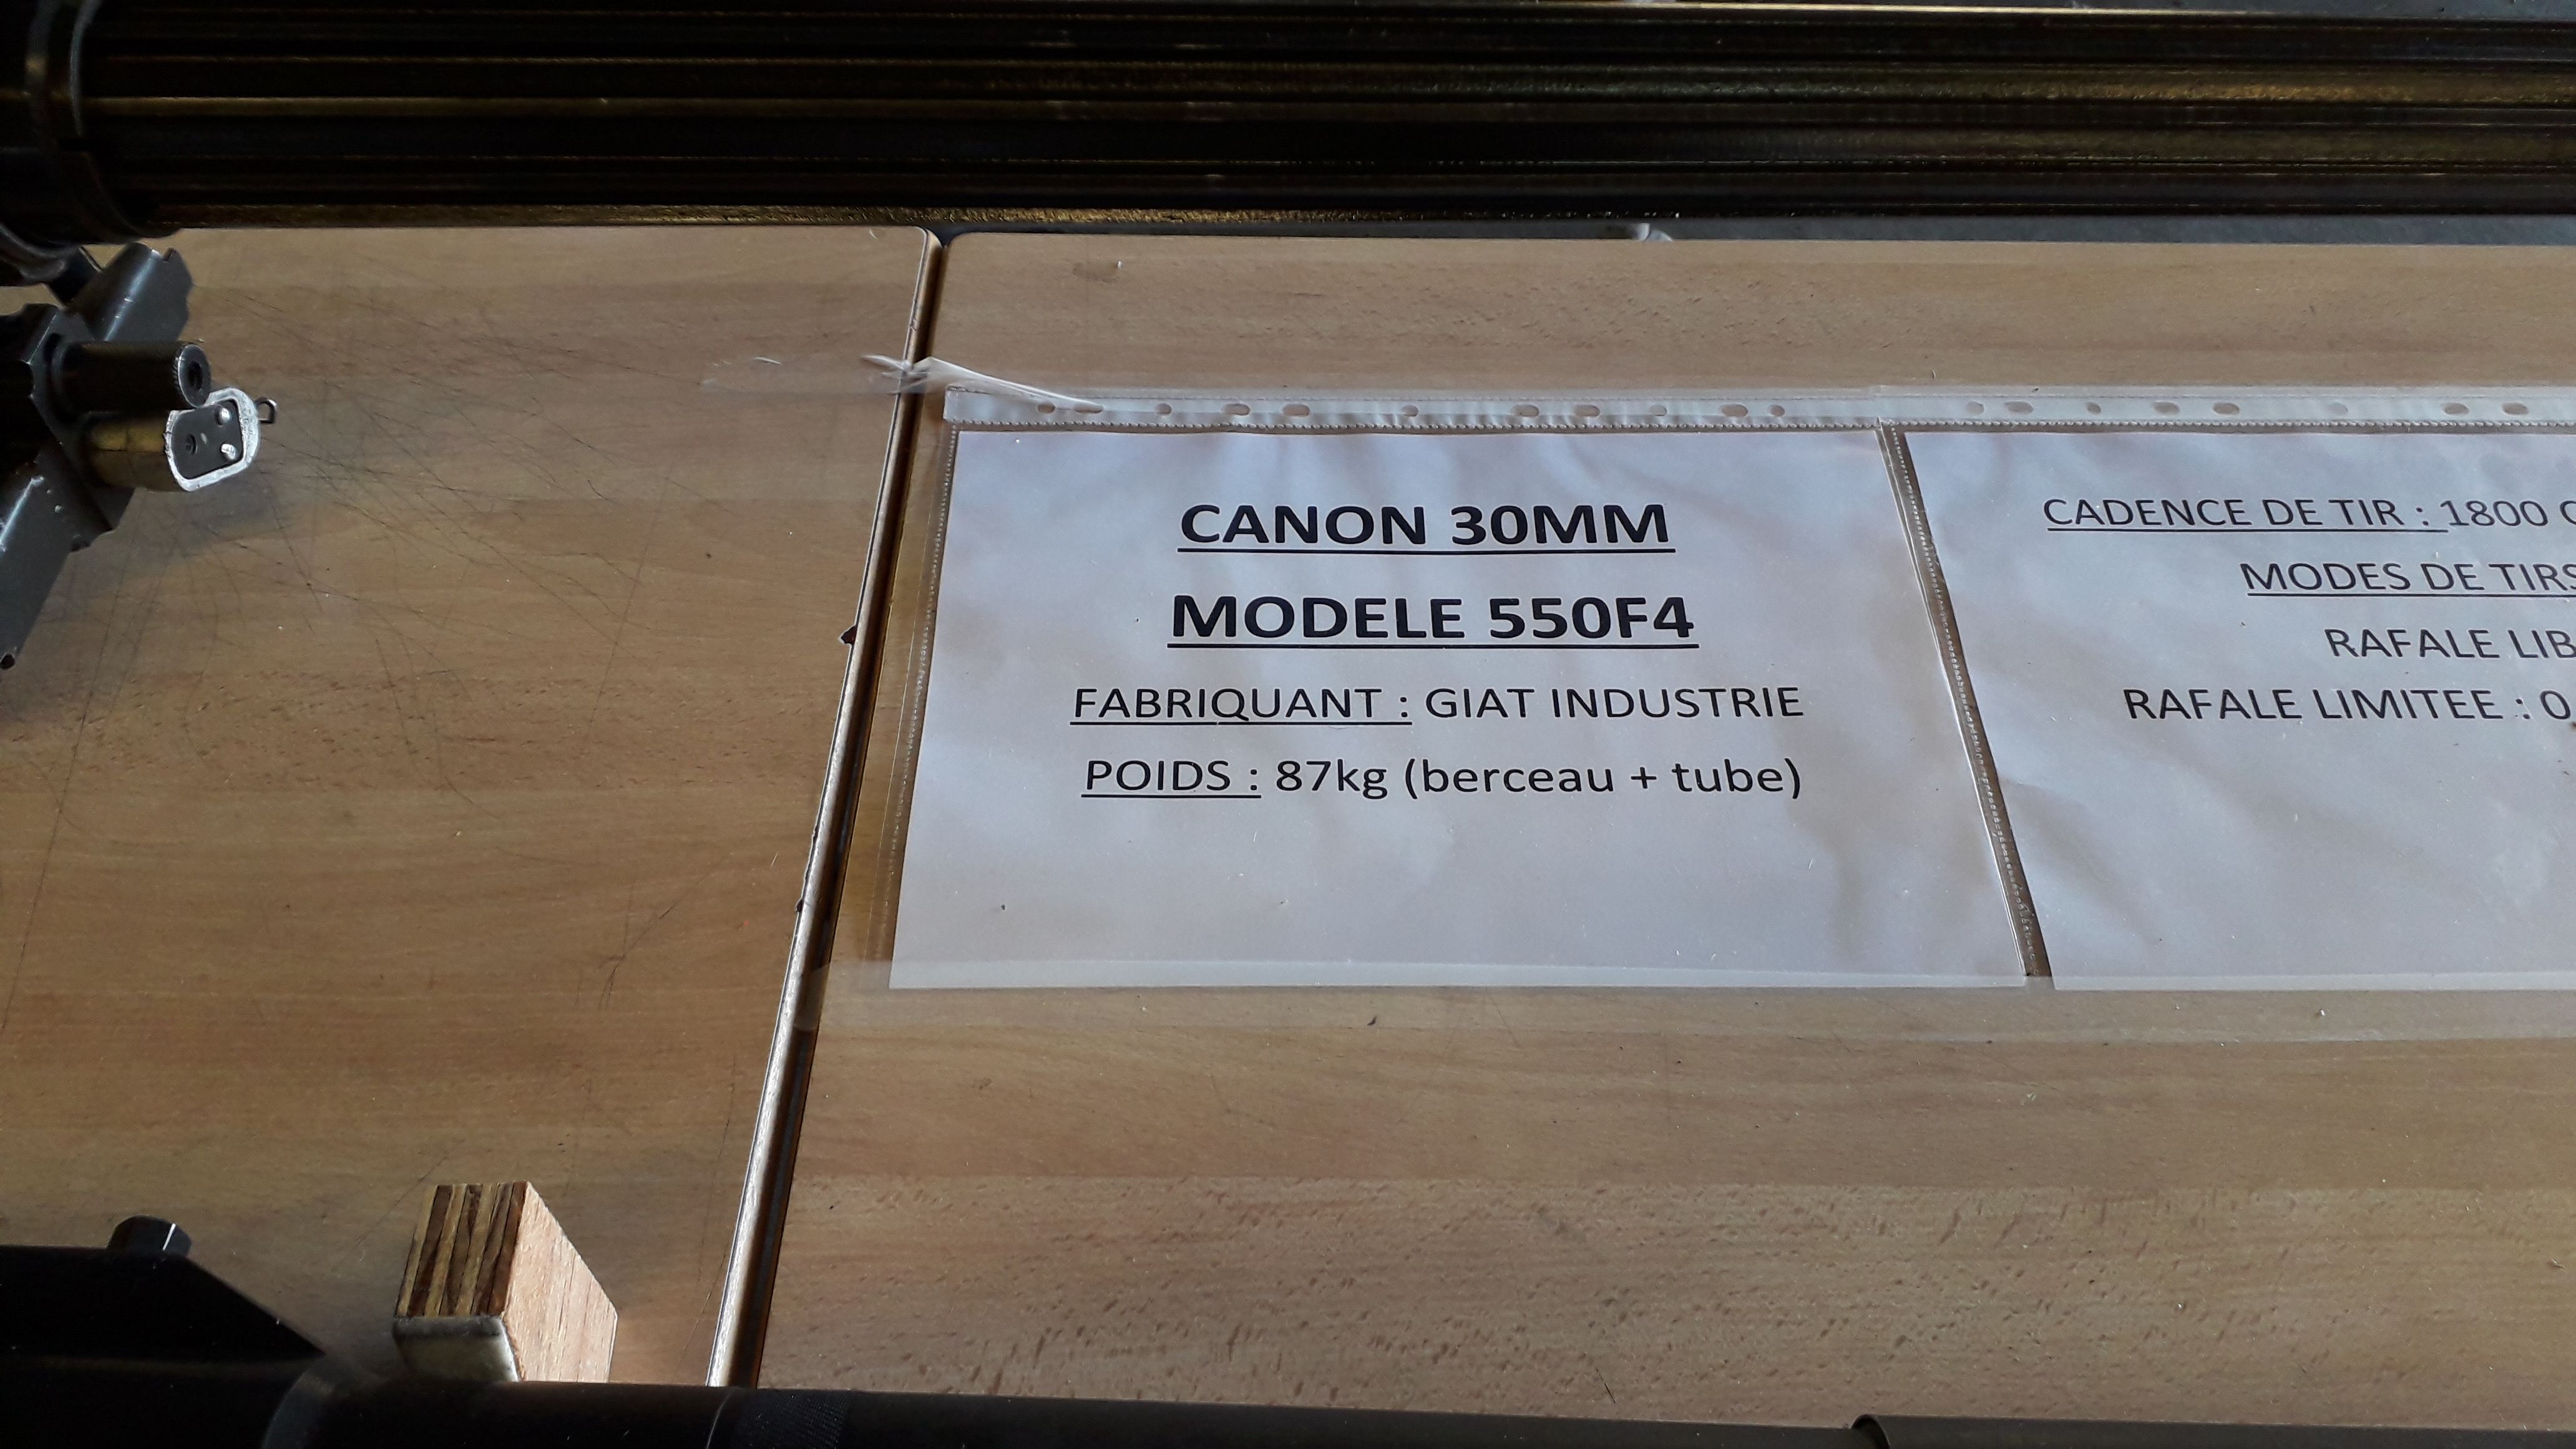 CANON 30MM
MODELE 550F4
FABRIQUANT : GIAT INDUSTRIE
POIDS : 87kg (berceau + tube)
CADENCE DE TIR : 1800
MODES DE TIRS
RAFALE
RAFALE LIMITEE : 0